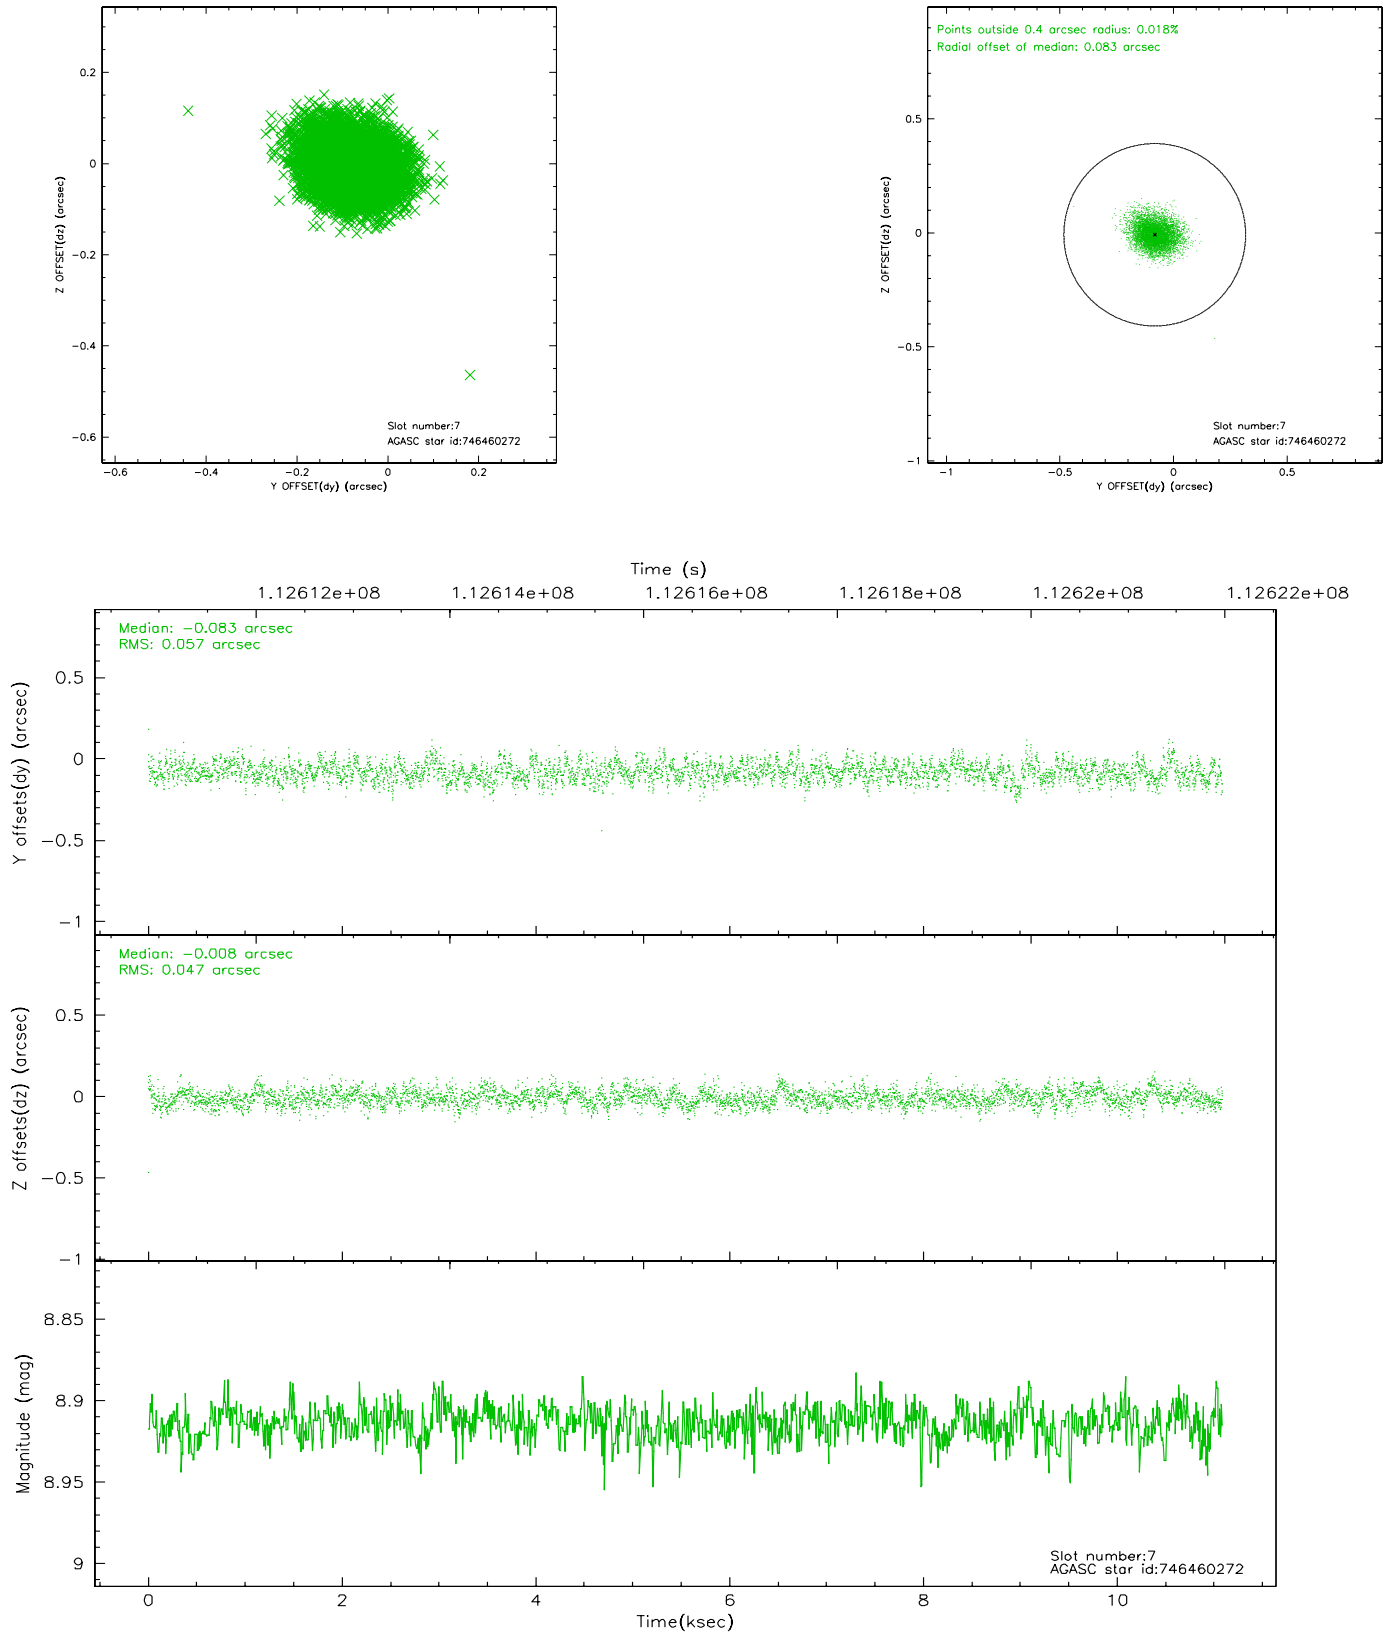 0.2
0
−0.2
−0.4
−0.6
Z OFFSET(dz) (arcsec)
Slot number:7
AGASC star id:746460272
−0.6 −0.4 −0.2 0 0.2
Y OFFSET(dy) (arcsec)
Points outside 0.4 arcsec radius: 0.018%
Radial offset of median: 0.083 arcsec
0.5
0
−0.5
−1
Z OFFSET(dz) (arcsec)
Slot number:7
AGASC star id:746460272
−1 −0.5 0 0.5
Y OFFSET(dy) (arcsec)
Time (s)
1.12612e+08 1.12614e+08 1.12616e+08 1.12618e+08 1.1262e+08 1.12622e+08
Median: −0.083 arcsec
RMS: 0.057 arcsec
0.5
0
−0.5
−1
Y offsets(dy) (arcsec)
Median: −0.008 arcsec
RMS: 0.047 arcsec
0.5
0
−0.5
−1
Z offsets(dz) (arcsec)
8.85
8.9
8.95
9
Magnitude (mag)
Slot number:7
AGASC star id:746460272
0 2 4 6 8 10
Time(ksec)